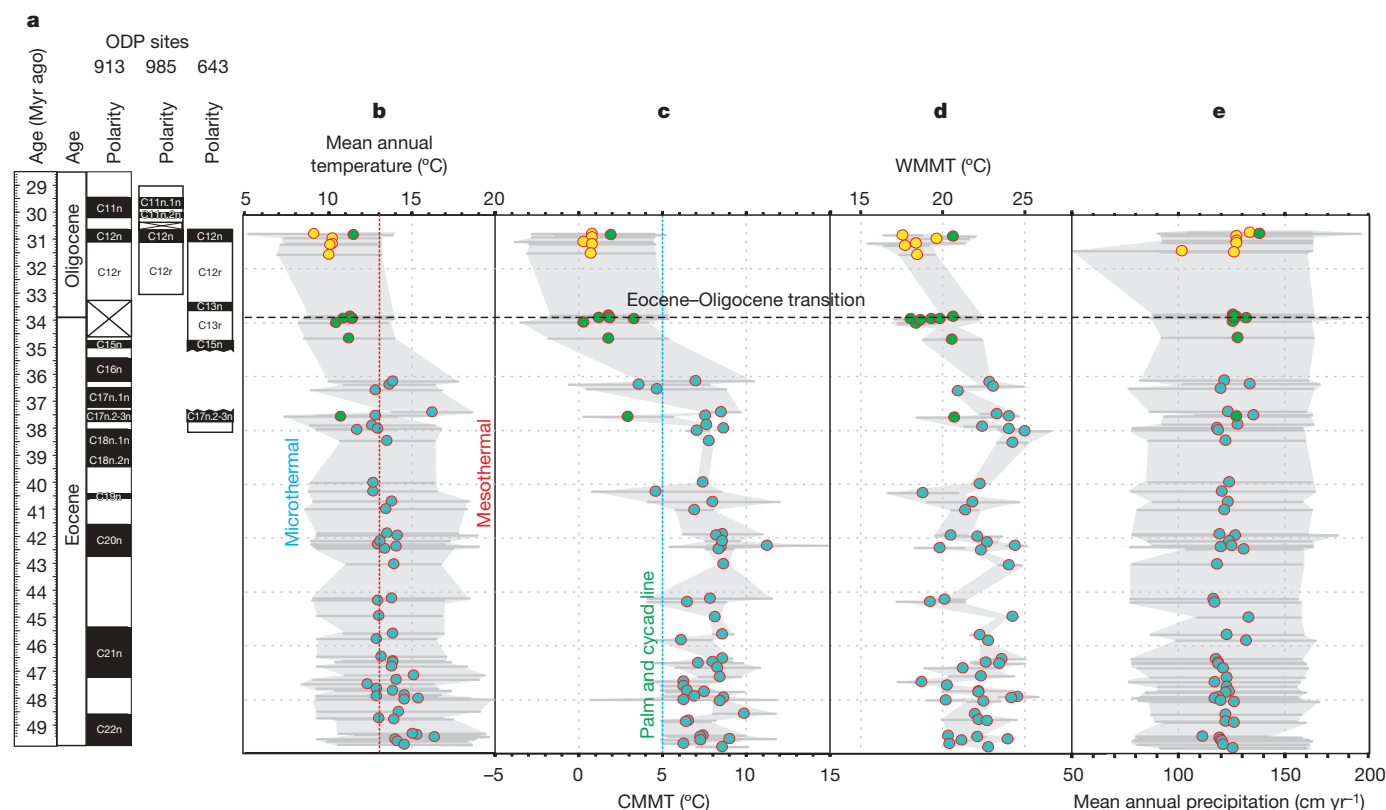 a
ODP sites
913 985 643
Age (Myr ago)
Age
Polarity
Polarity
Polarity
b
c
d
e
Mean annual
temperature (°C)
WMMT (°C)
5 10 15 20
15 20 25
29
30
31
32
33
34
35
36
37
38
39
40
41
42
43
44
45
46
47
48
49
Oligocene
Eocene
C11n
C12n
C12r
C15n
C16n
C17n.1n
C17n.2-3n
C18n.1n
C18n.2n
C19n
C20n
C21n
C22n
C11n.1n
C11n.2n
C12n
C12r
C12n
C12r
C13n
C13r
C15n
C17n.2-3n
Eocene–Oligocene transition
Microthermal
Mesothermal
Palm and cycad line
–5 0 5 10 15
CMMT (°C)
50 100 150 200
Mean annual precipitation (cm yr⁻¹)